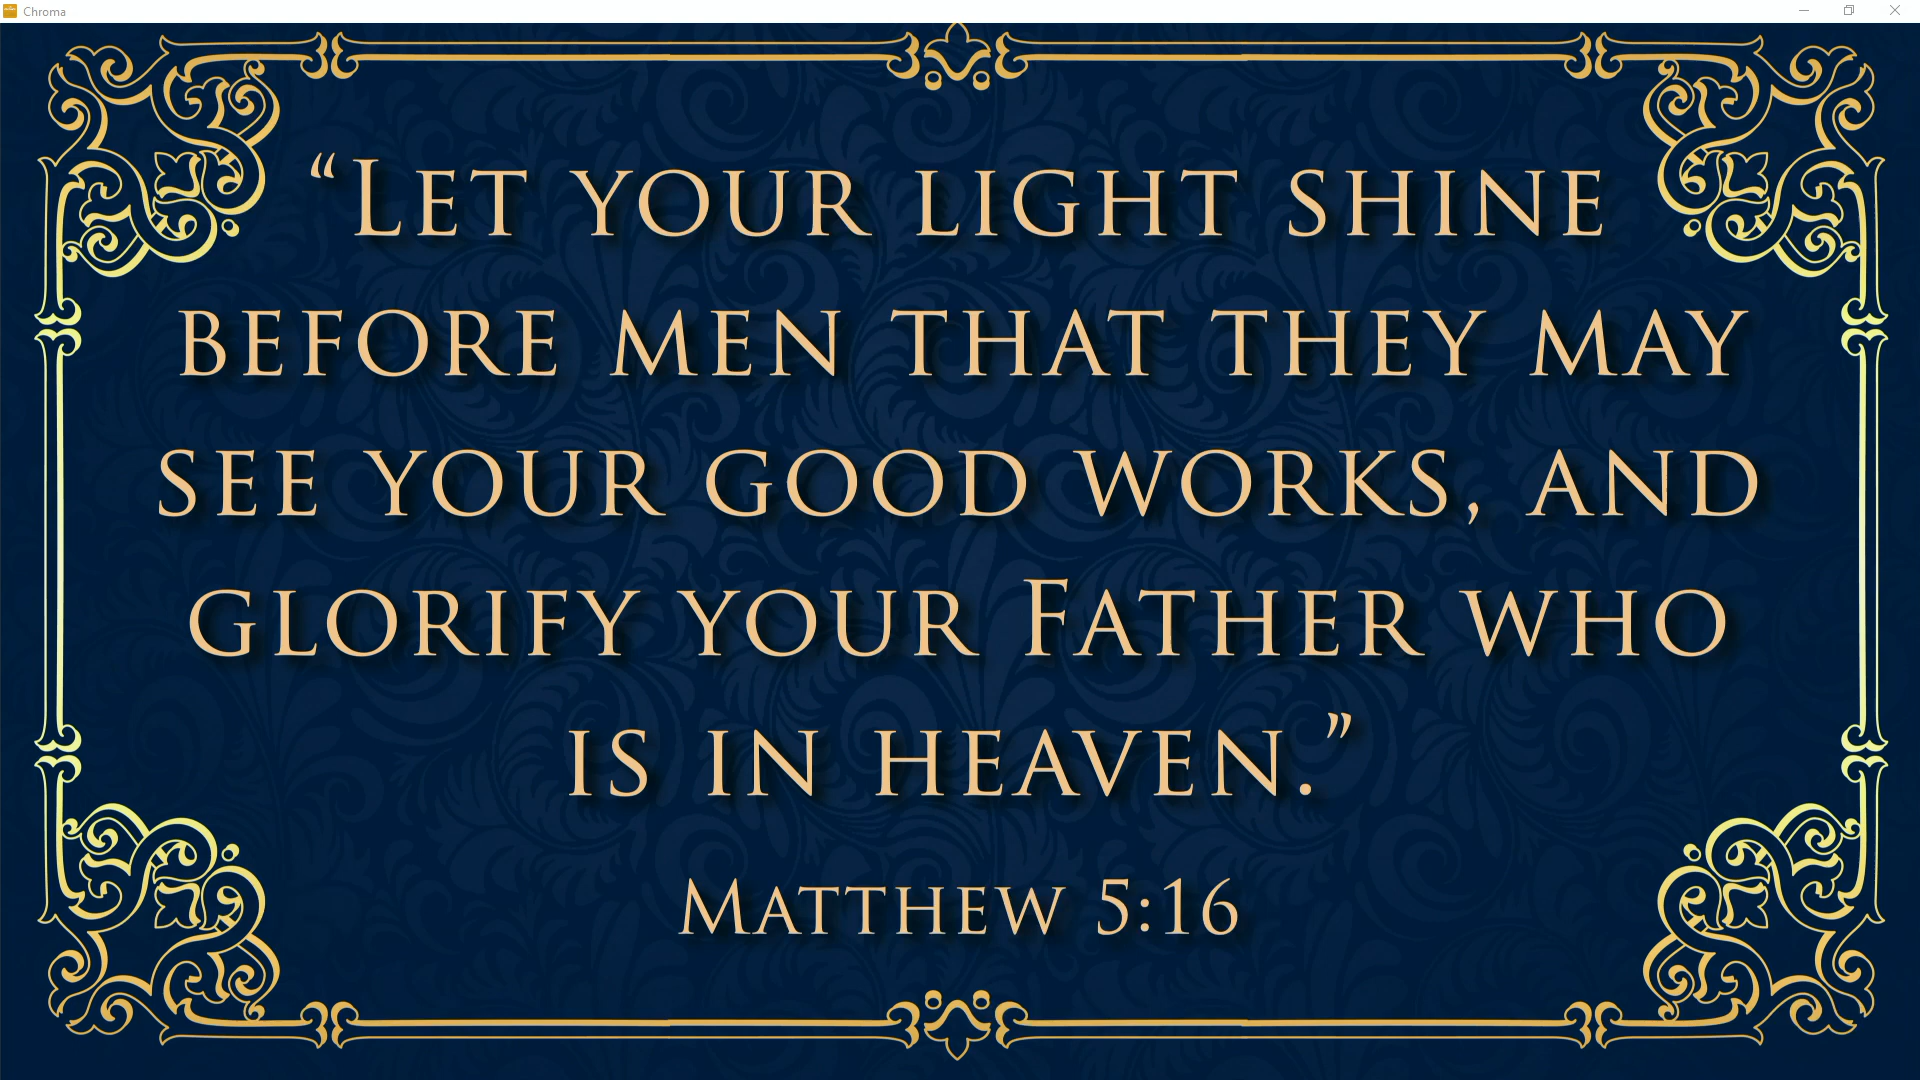 Chroma
“Let your light shine
before men that they may
see your good works, and
glorify your Father who
is in heaven.”
Matthew 5:16